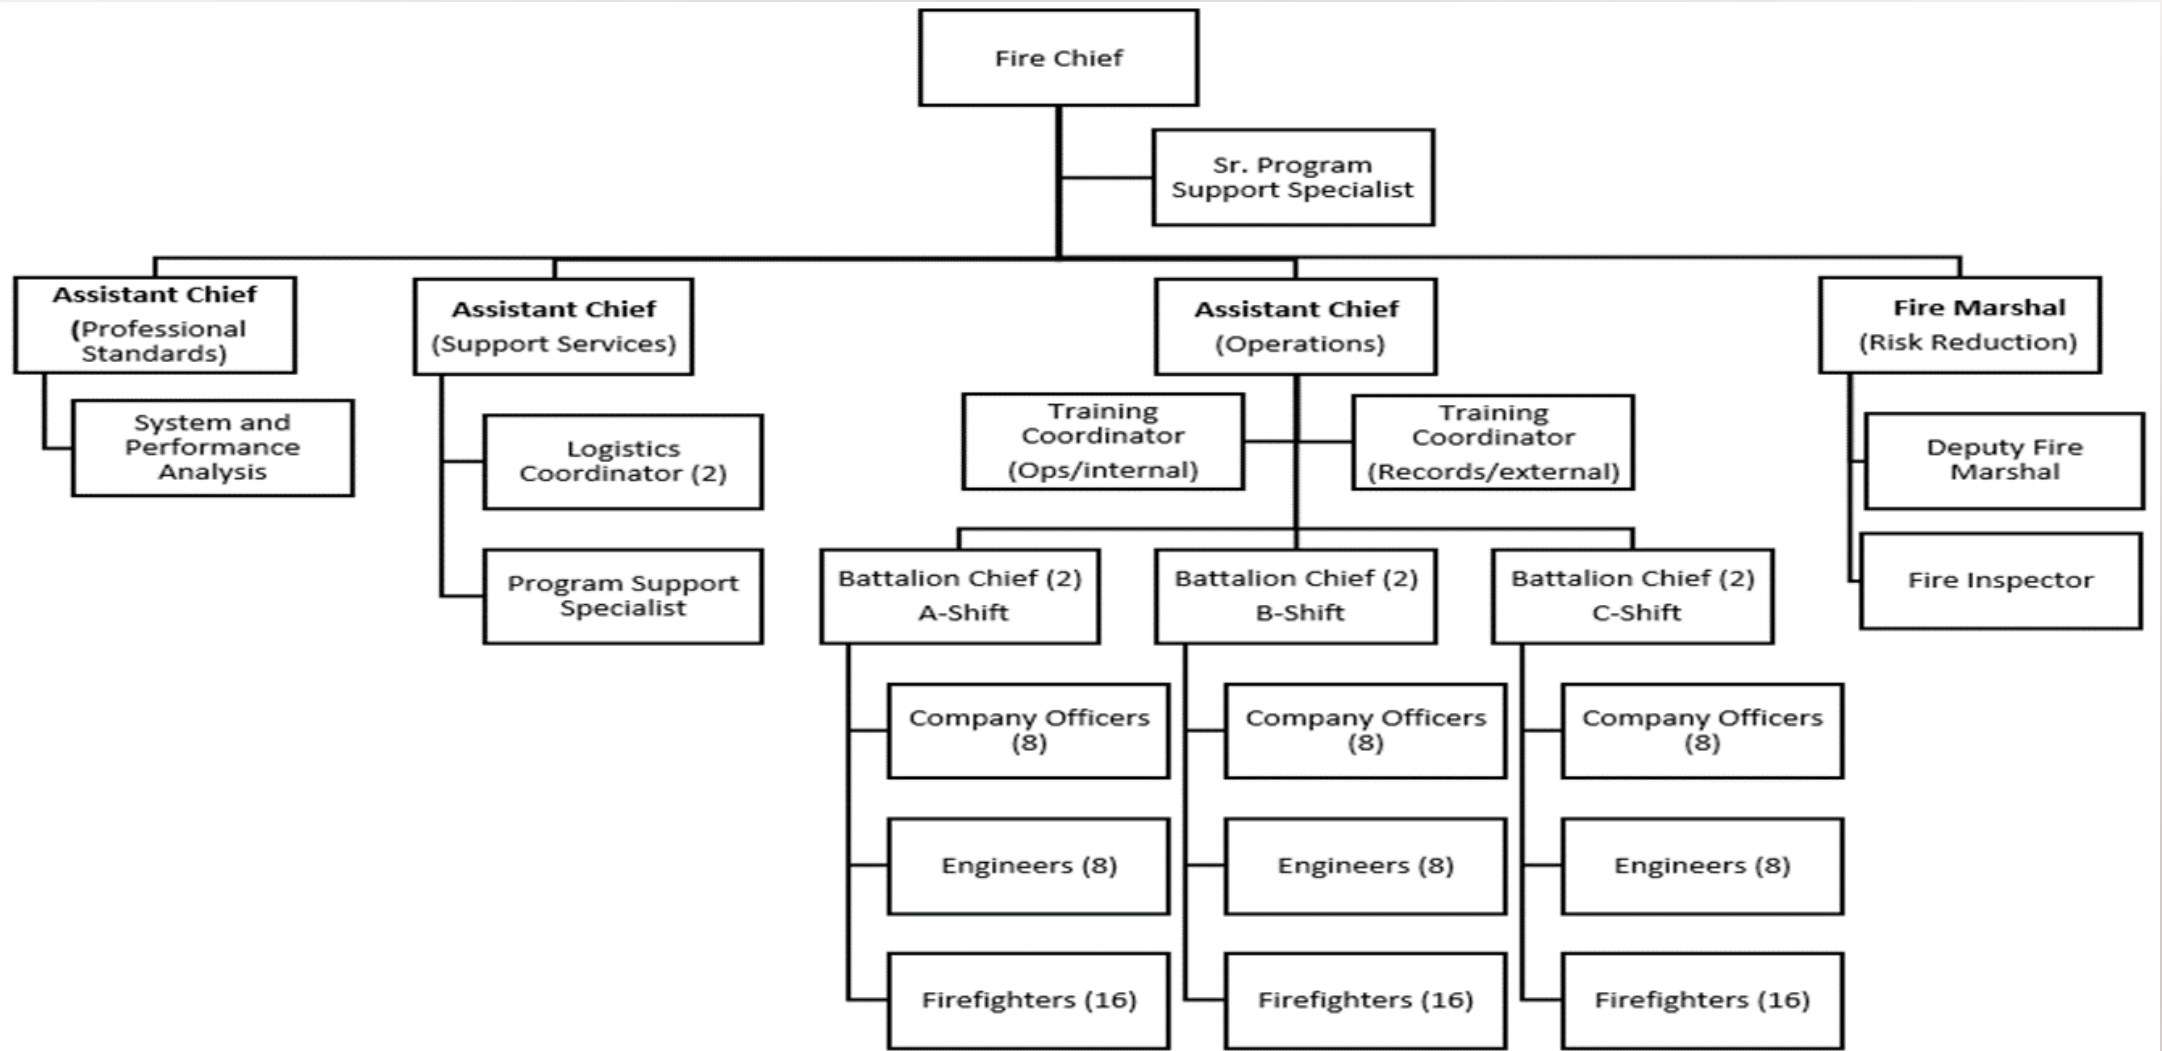 Fire Chief
Sr. Program
Support Specialist
Assistant Chief
(Professional
Standards)
Assistant Chief
(Support Services)
Assistant Chief
(Operations)
Fire Marshal
(Risk Reduction)
System and
Performance
Analysis
Logistics
Coordinator (2)
Program Support
Specialist
Training
Coordinator
(Ops/internal)
Training
Coordinator
(Records/external)
Deputy Fire
Marshal
Fire Inspector
Battalion Chief (2)
A-Shift
Battalion Chief (2)
B-Shift
Battalion Chief (2)
C-Shift
Company Officers
(8)
Company Officers
(8)
Company Officers
(8)
Engineers (8)
Engineers (8)
Engineers (8)
Firefighters (16)
Firefighters (16)
Firefighters (16)